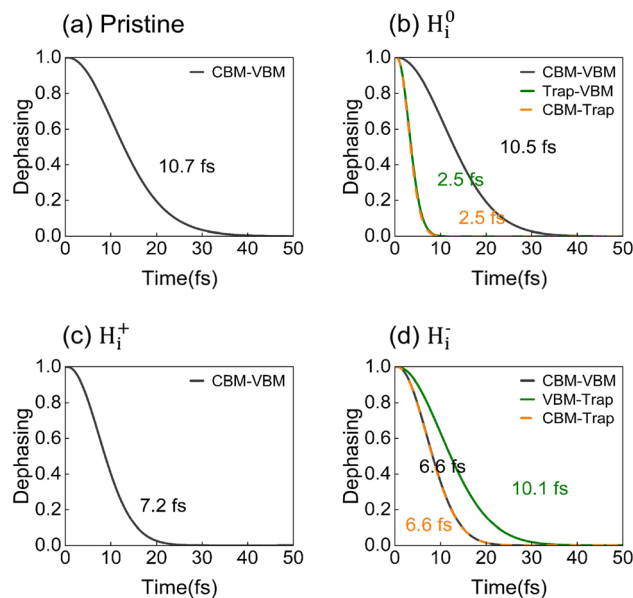 (a) Pristine
CBM-VBM
10.7 fs
Dephasing
1.0
0.8
0.6
0.4
0.2
0.0
0 10 20 30 40 50
Time(fs)
(b) H_i^0
CBM-VBM
Trap-VBM
CBM-Trap
10.5 fs
2.5 fs
2.5 fs
Dephasing
1.0
0.8
0.6
0.4
0.2
0.0
0 10 20 30 40 50
Time(fs)
(c) H_i^+
CBM-VBM
7.2 fs
Dephasing
1.0
0.8
0.6
0.4
0.2
0.0
0 10 20 30 40 50
Time(fs)
(d) H_i^-
CBM-VBM
VBM-Trap
CBM-Trap
6.6 fs
10.1 fs
6.6 fs
Dephasing
1.0
0.8
0.6
0.4
0.2
0.0
0 10 20 30 40 50
Time(fs)